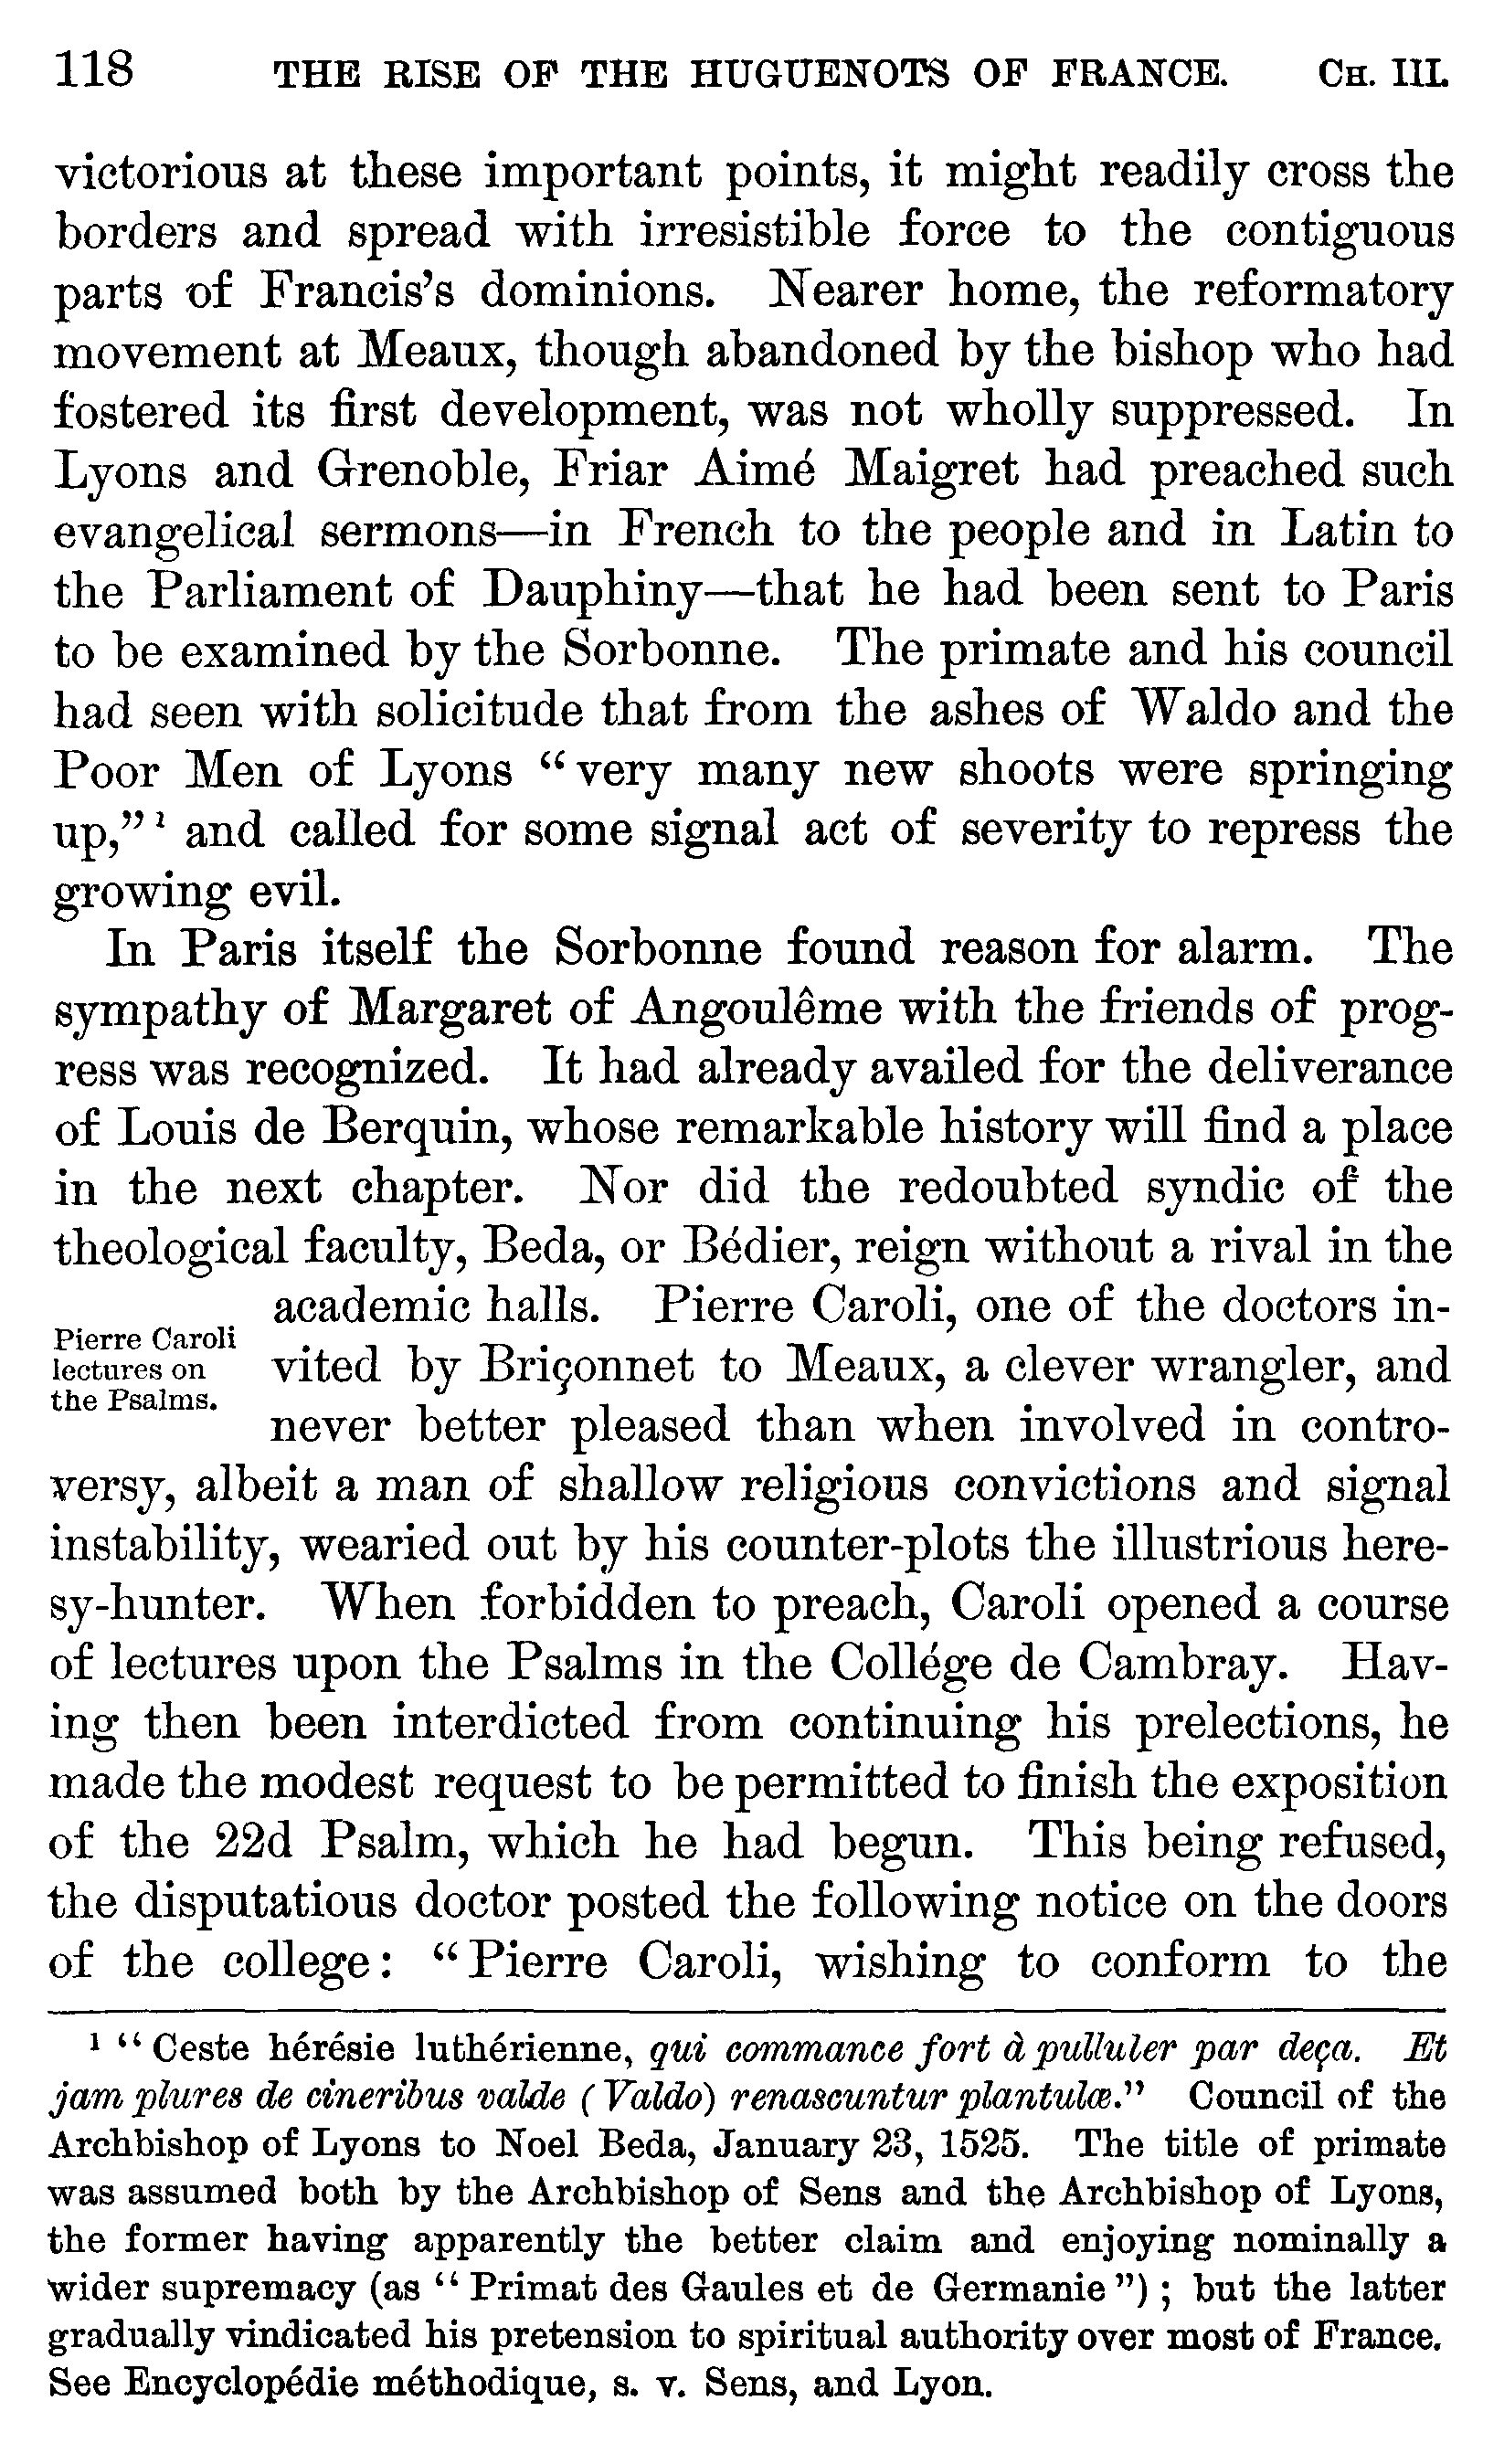 118 THE RISE OF THE HUGUENOTS OF FRANCE. CH. III.
victorious at these important points, it might readily cross the
borders and spread with irresistible force to the contiguous
parts of Francis's dominions. Nearer home, the reformatory
movement at Meaux, though abandoned by the bishop who had
fostered its first development, was not wholly suppressed. In
Lyons and Grenoble, Friar Aimé Maigret had preached such
evangelical sermons—in French to the people and in Latin to
the Parliament of Dauphiny—that he had been sent to Paris
to be examined by the Sorbonne. The primate and his council
had seen with solicitude that from the ashes of Waldo and the
Poor Men of Lyons “very many new shoots were springing
up,”¹ and called for some signal act of severity to repress the
growing evil.
In Paris itself the Sorbonne found reason for alarm. The
sympathy of Margaret of Angoulême with the friends of prog-
ress was recognized. It had already availed for the deliverance
of Louis de Berquin, whose remarkable history will find a place
in the next chapter. Nor did the redoubted syndic of the
theological faculty, Beda, or Bédier, reign without a rival in the
Pierre Caroli
lectures on
the Psalms.
academic halls. Pierre Caroli, one of the doctors in-
vited by Briçonnet to Meaux, a clever wrangler, and
never better pleased than when involved in contro-
versy, albeit a man of shallow religious convictions and signal
instability, wearied out by his counter-plots the illustrious here-
sy-hunter. When forbidden to preach, Caroli opened a course
of lectures upon the Psalms in the Collége de Cambray. Hav-
ing then been interdicted from continuing his prelections, he
made the modest request to be permitted to finish the exposition
of the 22d Psalm, which he had begun. This being refused,
the disputatious doctor posted the following notice on the doors
of the college: “Pierre Caroli, wishing to conform to the
¹ “Ceste hérésie luthérienne, qui commance fort à pulluler par deça. Et
jam plures de cineribus valde (Valdo) renascuntur plantulæ.” Council of the
Archbishop of Lyons to Noel Beda, January 23, 1525. The title of primate
was assumed both by the Archbishop of Sens and the Archbishop of Lyons,
the former having apparently the better claim and enjoying nominally a
wider supremacy (as “Primat des Gaules et de Germanie”); but the latter
gradually vindicated his pretension to spiritual authority over most of France.
See Encyclopédie méthodique, s. v. Sens, and Lyon.